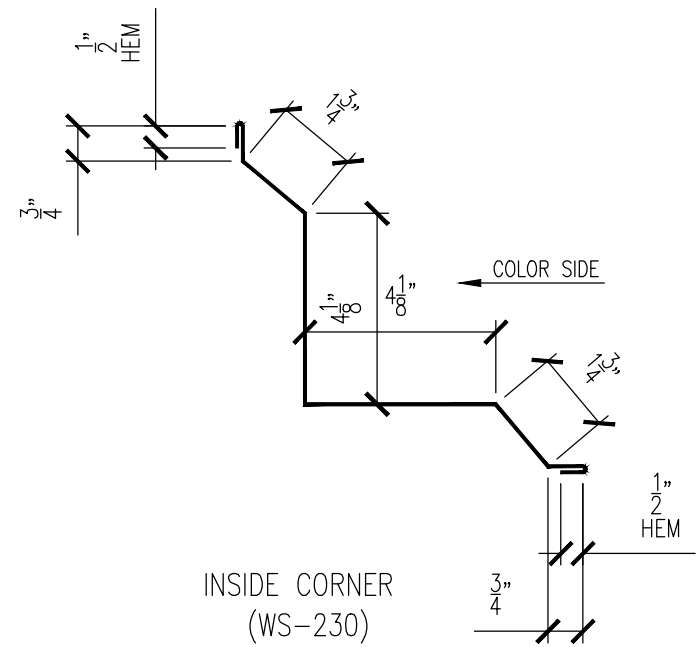 1/2"
HEM
1 3/4"
3/4"
COLOR SIDE
4 1/8"
4 1/8"
1 3/4"
1/2"
HEM
3/4"
INSIDE CORNER
(WS-230)